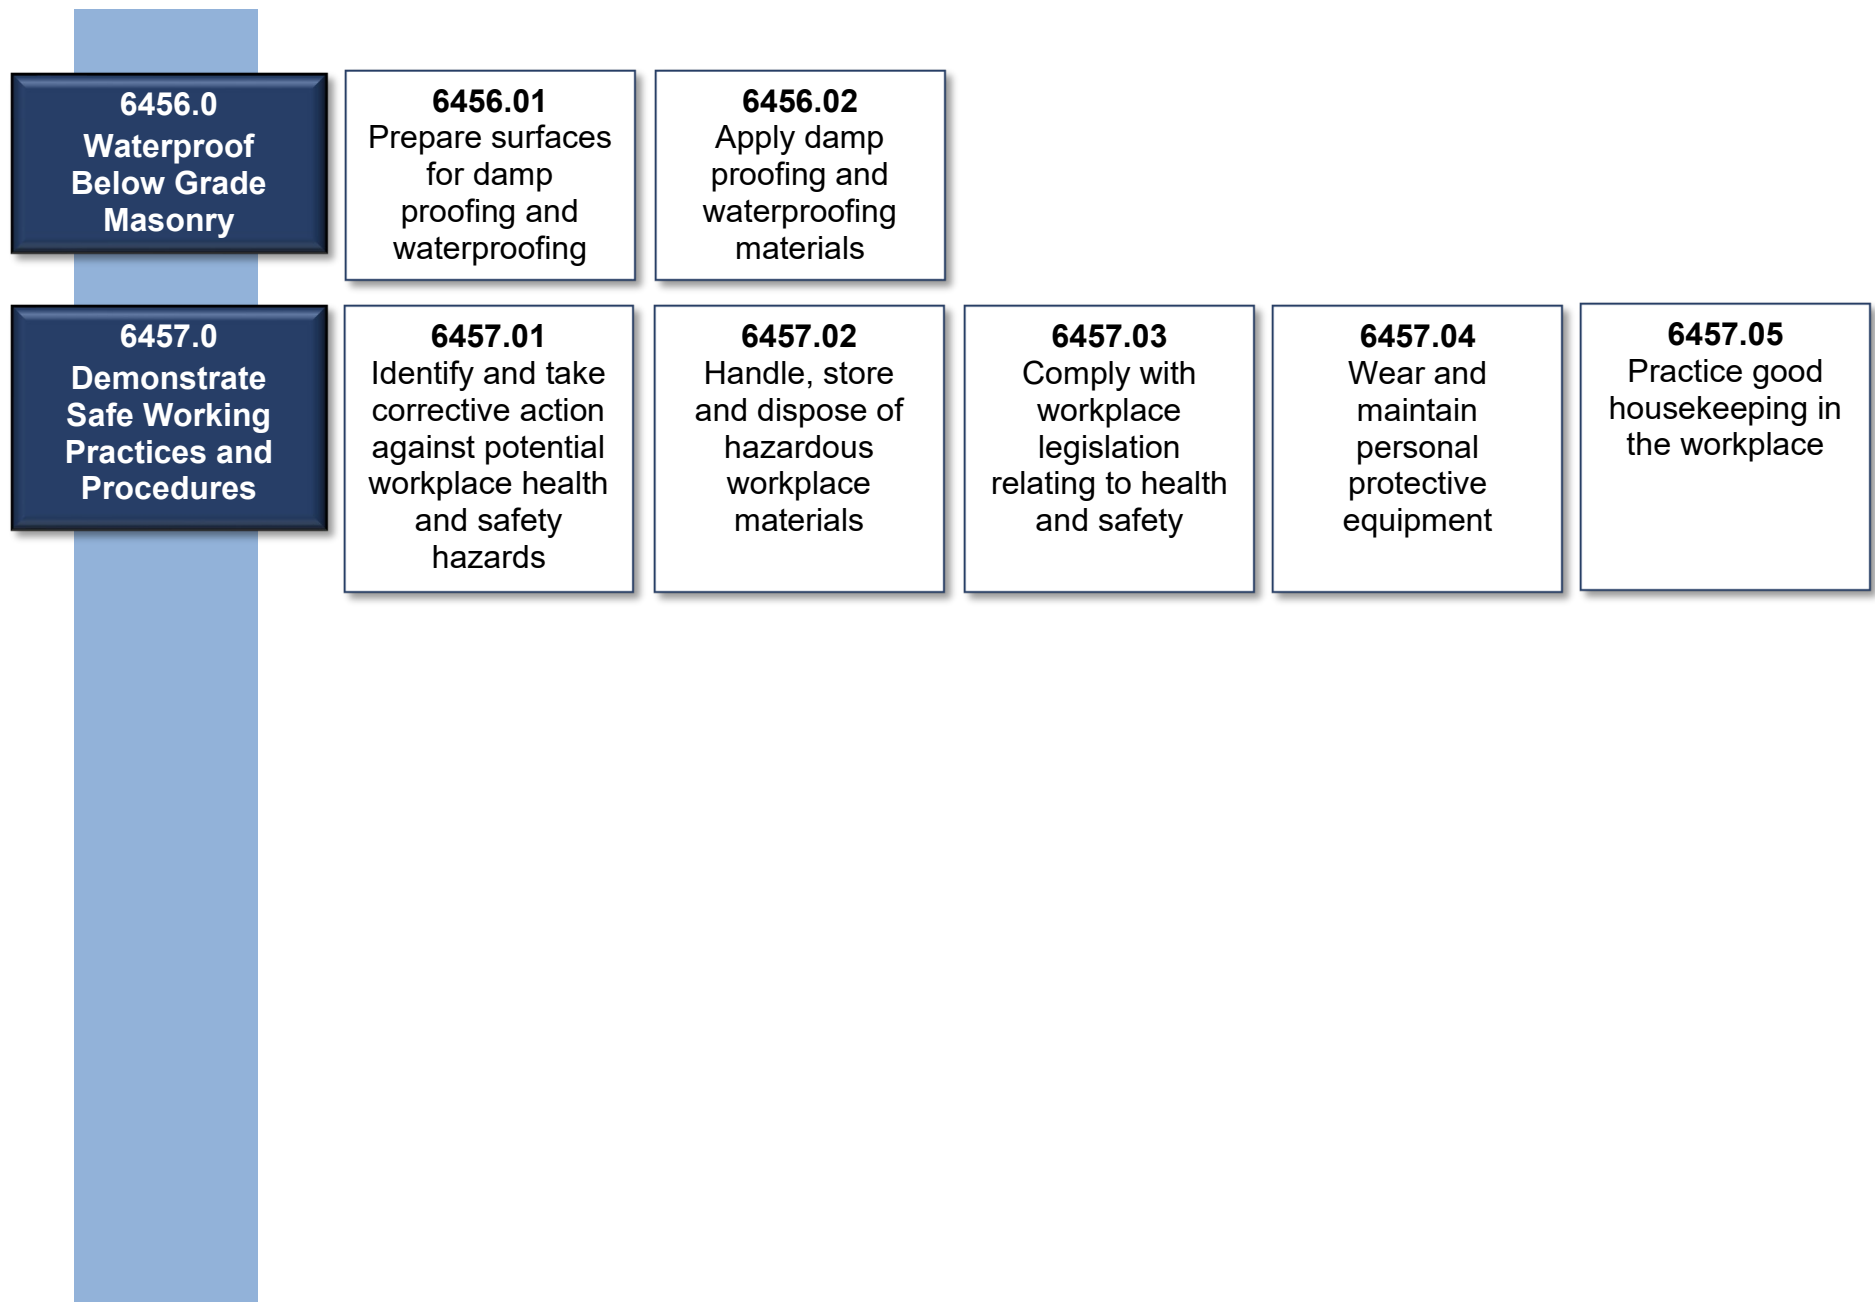 6456.0
Waterproof
Below Grade
Masonry
6456.01
Prepare surfaces
for damp
proofing and
waterproofing
6456.02
Apply damp
proofing and
waterproofing
materials
6457.0
Demonstrate
Safe Working
Practices and
Procedures
6457.01
Identify and take
corrective action
against potential
workplace health
and safety
hazards
6457.02
Handle, store
and dispose of
hazardous
workplace
materials
6457.03
Comply with
workplace
legislation
relating to health
and safety
6457.04
Wear and
maintain
personal
protective
equipment
6457.05
Practice good
housekeeping in
the workplace